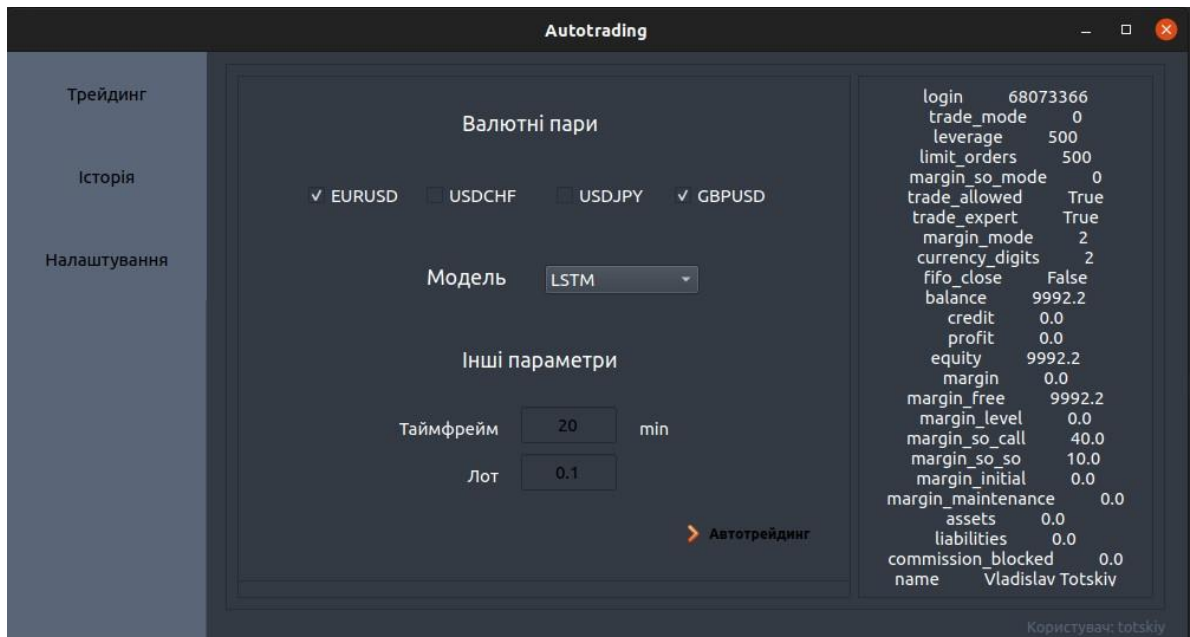 Autotrading
Трейдинг
Історія
Налаштування
Валютні пари
EURUSD USDCHF USDJPY GBPUSD
Модель LSTM
Інші параметри
Таймфрейм 20 min
Лот 0.1
Автотрейдинг
login 68073366
trade_mode 0
leverage 500
limit_orders 500
margin_so_mode 0
trade_allowed True
trade_expert True
margin_mode 2
currency_digits 2
fifo_close False
balance 9992.2
credit 0.0
profit 0.0
equity 9992.2
margin 0.0
margin_free 9992.2
margin_level 0.0
margin_so_call 40.0
margin_so_so 10.0
margin_initial 0.0
margin_maintenance 0.0
assets 0.0
liabilities 0.0
commission_blocked 0.0
name Vladislav Totskiy
Користувач: totskiy